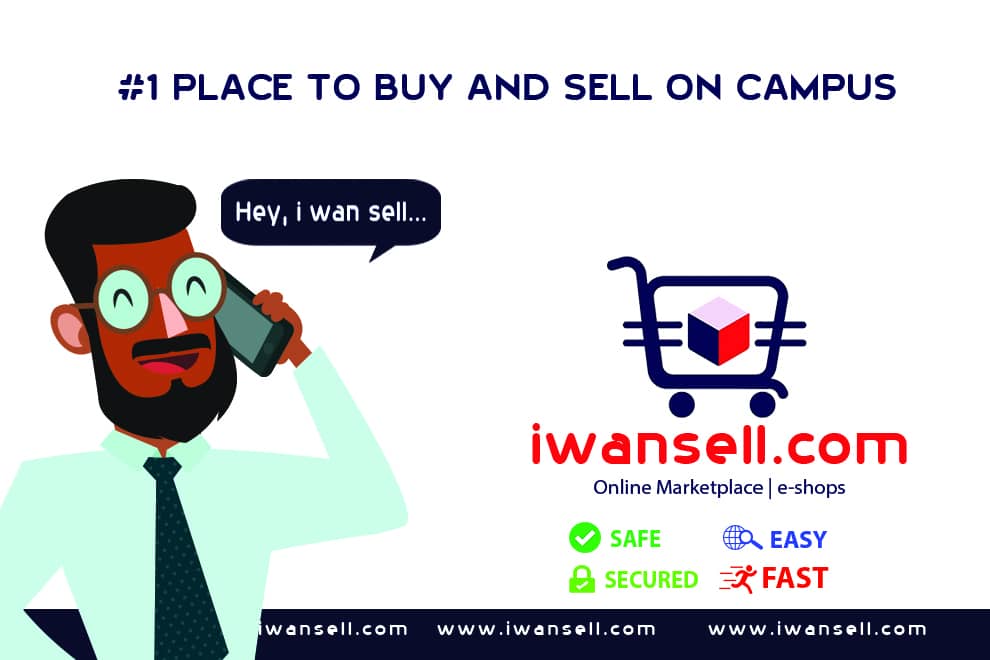 #1 PLACE TO BUY AND SELL ON CAMPUS
Hey, i wan sell...
iwansell.com
Online Marketplace | e-shops
SAFE EASY
SECURED FAST
iwansell.com www.iwansell.com www.iwansell.com